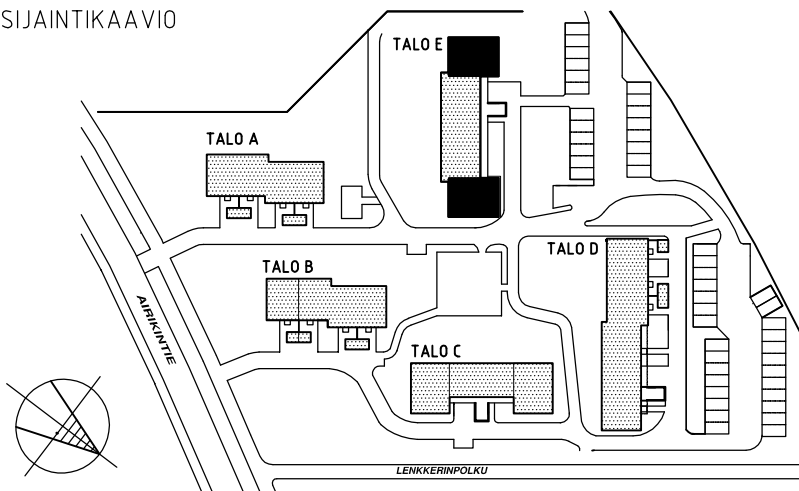 SIJAINTIKAAVIO
TALO E
TALO A
TALO D
TALO B
AIRIKINTIE
TALO C
LENKKERINPOLKU